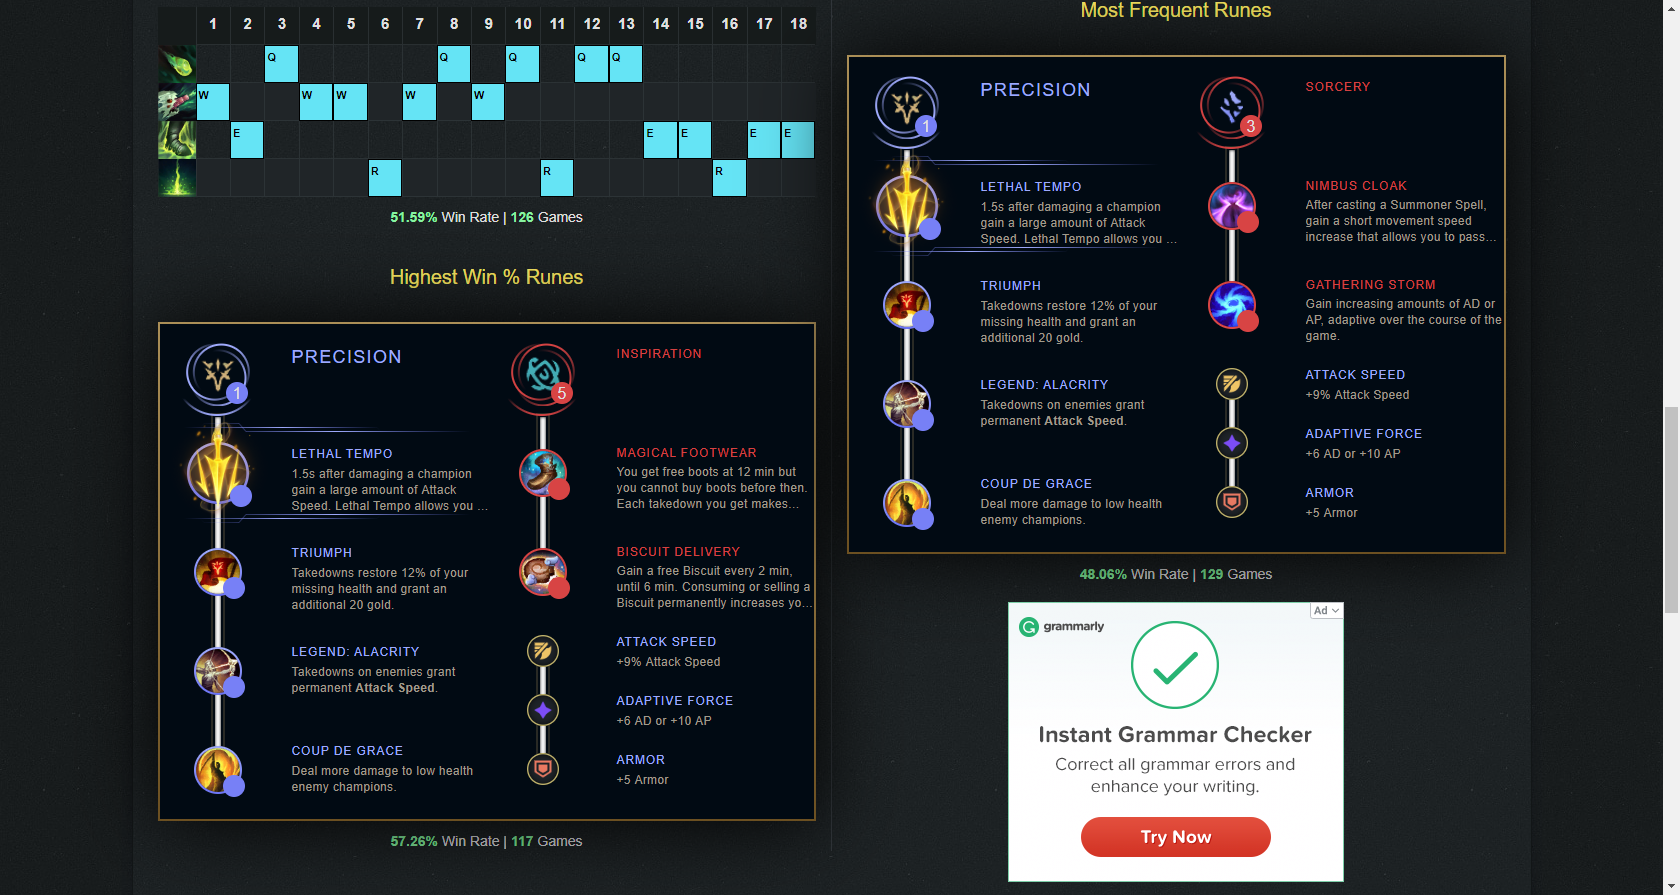 1 2 3 4 5 6 7 8 9 10 11 12 13 14 15 16 17 18
Q Q Q Q Q
W W W W W
E E E E E
R R R
51.59% Win Rate | 126 Games
Highest Win % Runes
1
PRECISION
LETHAL TEMPO
1.5s after damaging a champion
gain a large amount of Attack
Speed. Lethal Tempo allows you ...
TRIUMPH
Takedowns restore 12% of your
missing health and grant an
additional 20 gold.
LEGEND: ALACRITY
Takedowns on enemies grant
permanent Attack Speed.
COUP DE GRACE
Deal more damage to low health
enemy champions.
5
INSPIRATION
MAGICAL FOOTWEAR
You get free boots at 12 min but
you cannot buy boots before then.
Each takedown you get makes...
BISCUIT DELIVERY
Gain a free Biscuit every 2 min,
until 6 min. Consuming or selling a
Biscuit permanently increases yo...
ATTACK SPEED
+9% Attack Speed
ADAPTIVE FORCE
+6 AD or +10 AP
ARMOR
+5 Armor
57.26% Win Rate | 117 Games
Most Frequent Runes
1
PRECISION
LETHAL TEMPO
1.5s after damaging a champion
gain a large amount of Attack
Speed. Lethal Tempo allows you ...
TRIUMPH
Takedowns restore 12% of your
missing health and grant an
additional 20 gold.
LEGEND: ALACRITY
Takedowns on enemies grant
permanent Attack Speed.
COUP DE GRACE
Deal more damage to low health
enemy champions.
3
SORCERY
NIMBUS CLOAK
After casting a Summoner Spell,
gain a short movement speed
increase that allows you to pass...
GATHERING STORM
Gain increasing amounts of AD or
AP, adaptive over the course of the
game.
ATTACK SPEED
+9% Attack Speed
ADAPTIVE FORCE
+6 AD or +10 AP
ARMOR
+5 Armor
48.06% Win Rate | 129 Games
Ad
grammarly
Instant Grammar Checker
Correct all grammar errors and
enhance your writing.
Try Now